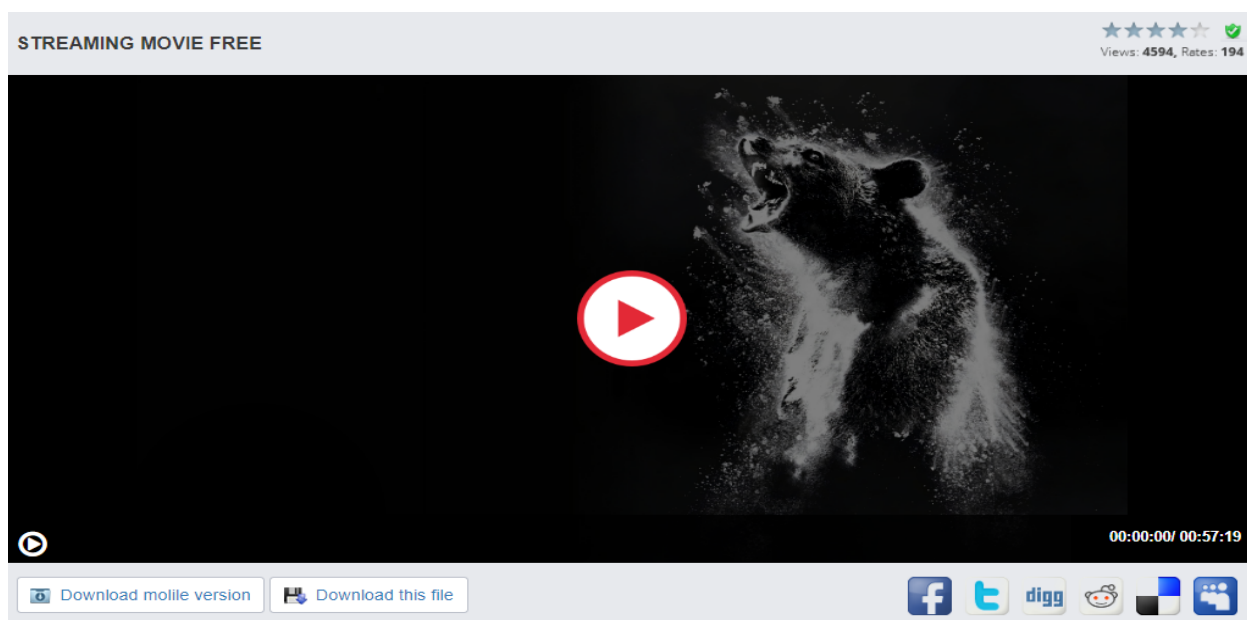 STREAMING MOVIE FREE
Views: 4594, Rates: 194
00:00:00/ 00:57:19
Download molile version
Download this file
digg